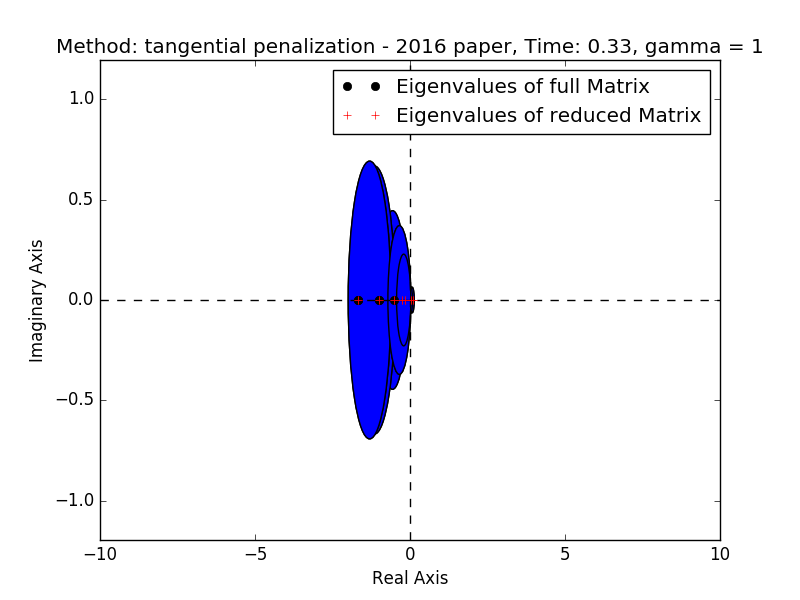 Method: tangential penalization - 2016 paper, Time: 0.33, gamma = 1
Eigenvalues of full Matrix
Eigenvalues of reduced Matrix
1.0
0.5
0.0
−0.5
−1.0
Imaginary Axis
−10
−5
0
5
10
Real Axis